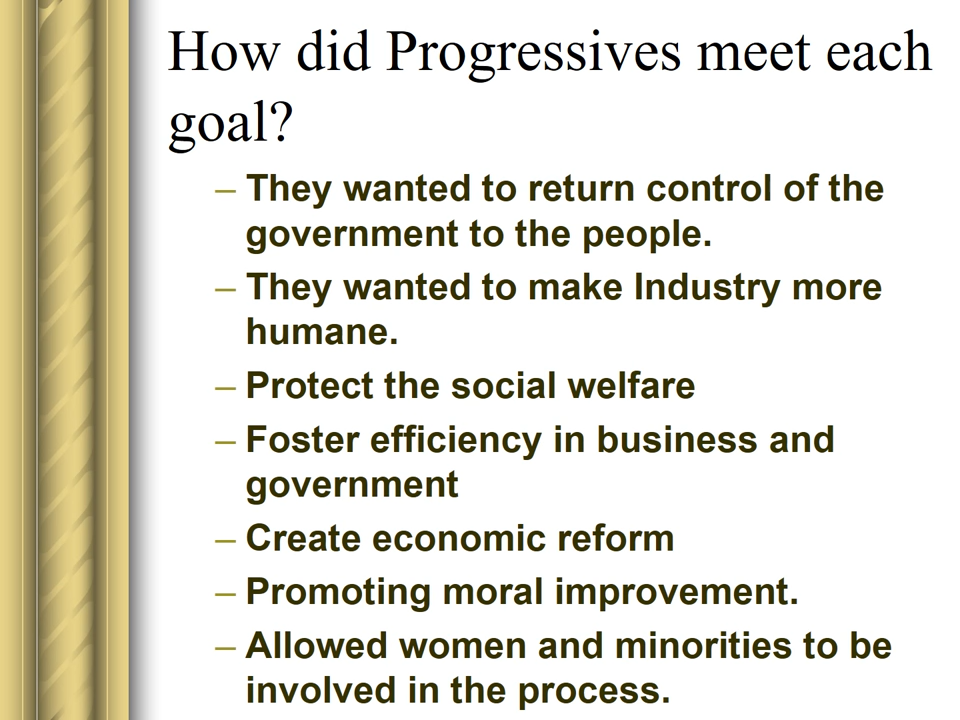 How did Progressives meet each
goal?
– They wanted to return control of the
government to the people.
– They wanted to make Industry more
humane.
– Protect the social welfare
– Foster efficiency in business and
government
– Create economic reform
– Promoting moral improvement.
– Allowed women and minorities to be
involved in the process.